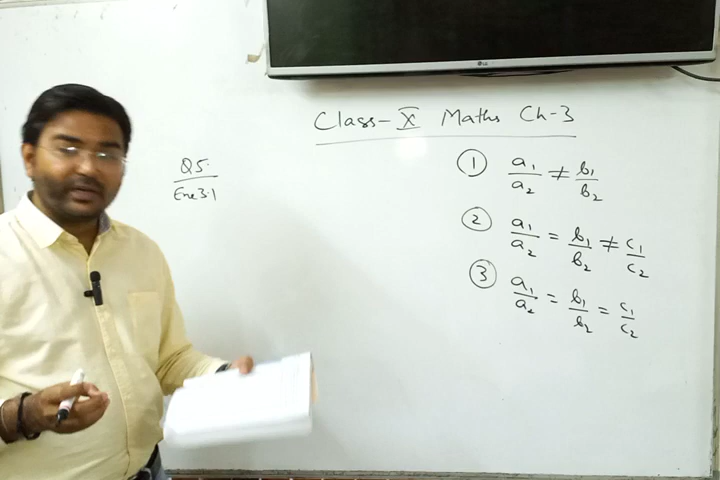 LG
Class-X Maths Ch-3
Q5.
Exe 3.1
① a₁/a₂ ≠ b₁/b₂
② a₁/a₂ = b₁/b₂ ≠ c₁/c₂
③ a₁/a₂ = b₁/b₂ = c₁/c₂